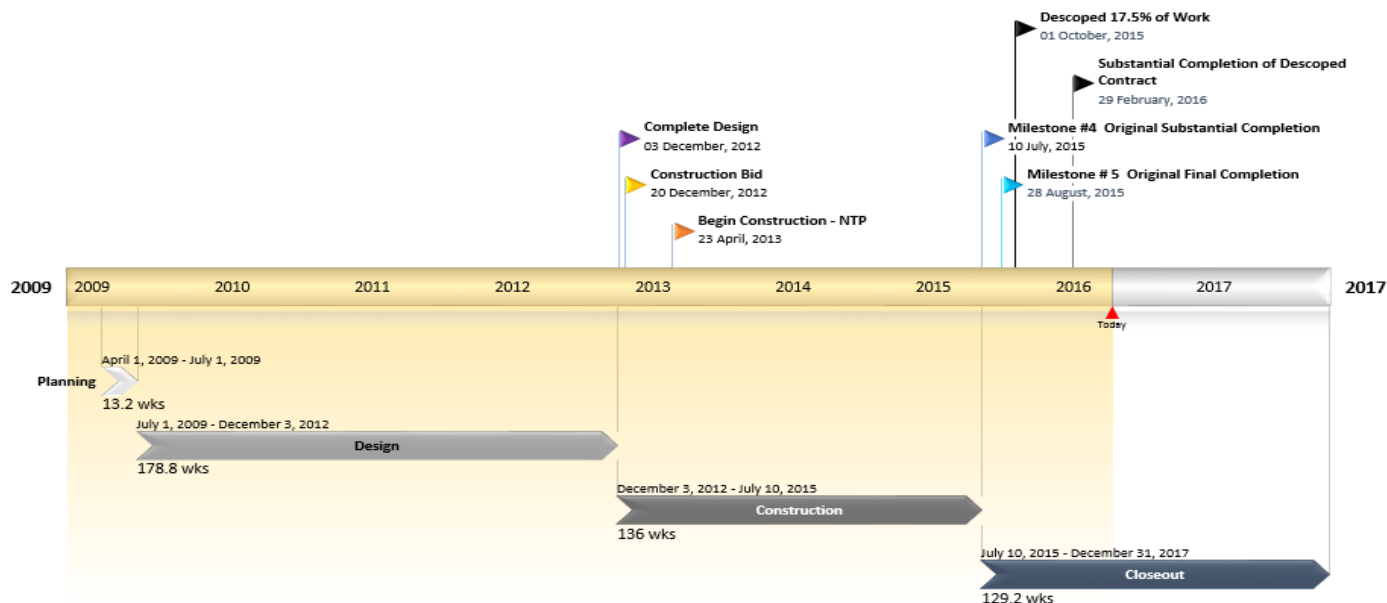 Descoped 17.5% of Work
01 October, 2015
Substantial Completion of Descoped
Contract
29 February, 2016
Complete Design
03 December, 2012
Milestone #4  Original Substantial Completion
10 July, 2015
Construction Bid
20 December, 2012
Milestone # 5  Original Final Completion
28 August, 2015
Begin Construction - NTP
23 April, 2013
2009
2009
2010
2011
2012
2013
2014
2015
2016
2017
2017
Today
April 1, 2009 - July 1, 2009
Planning
13.2 wks
July 1, 2009 - December 3, 2012
Design
178.8 wks
December 3, 2012 - July 10, 2015
Construction
136 wks
July 10, 2015 - December 31, 2017
Closeout
129.2 wks